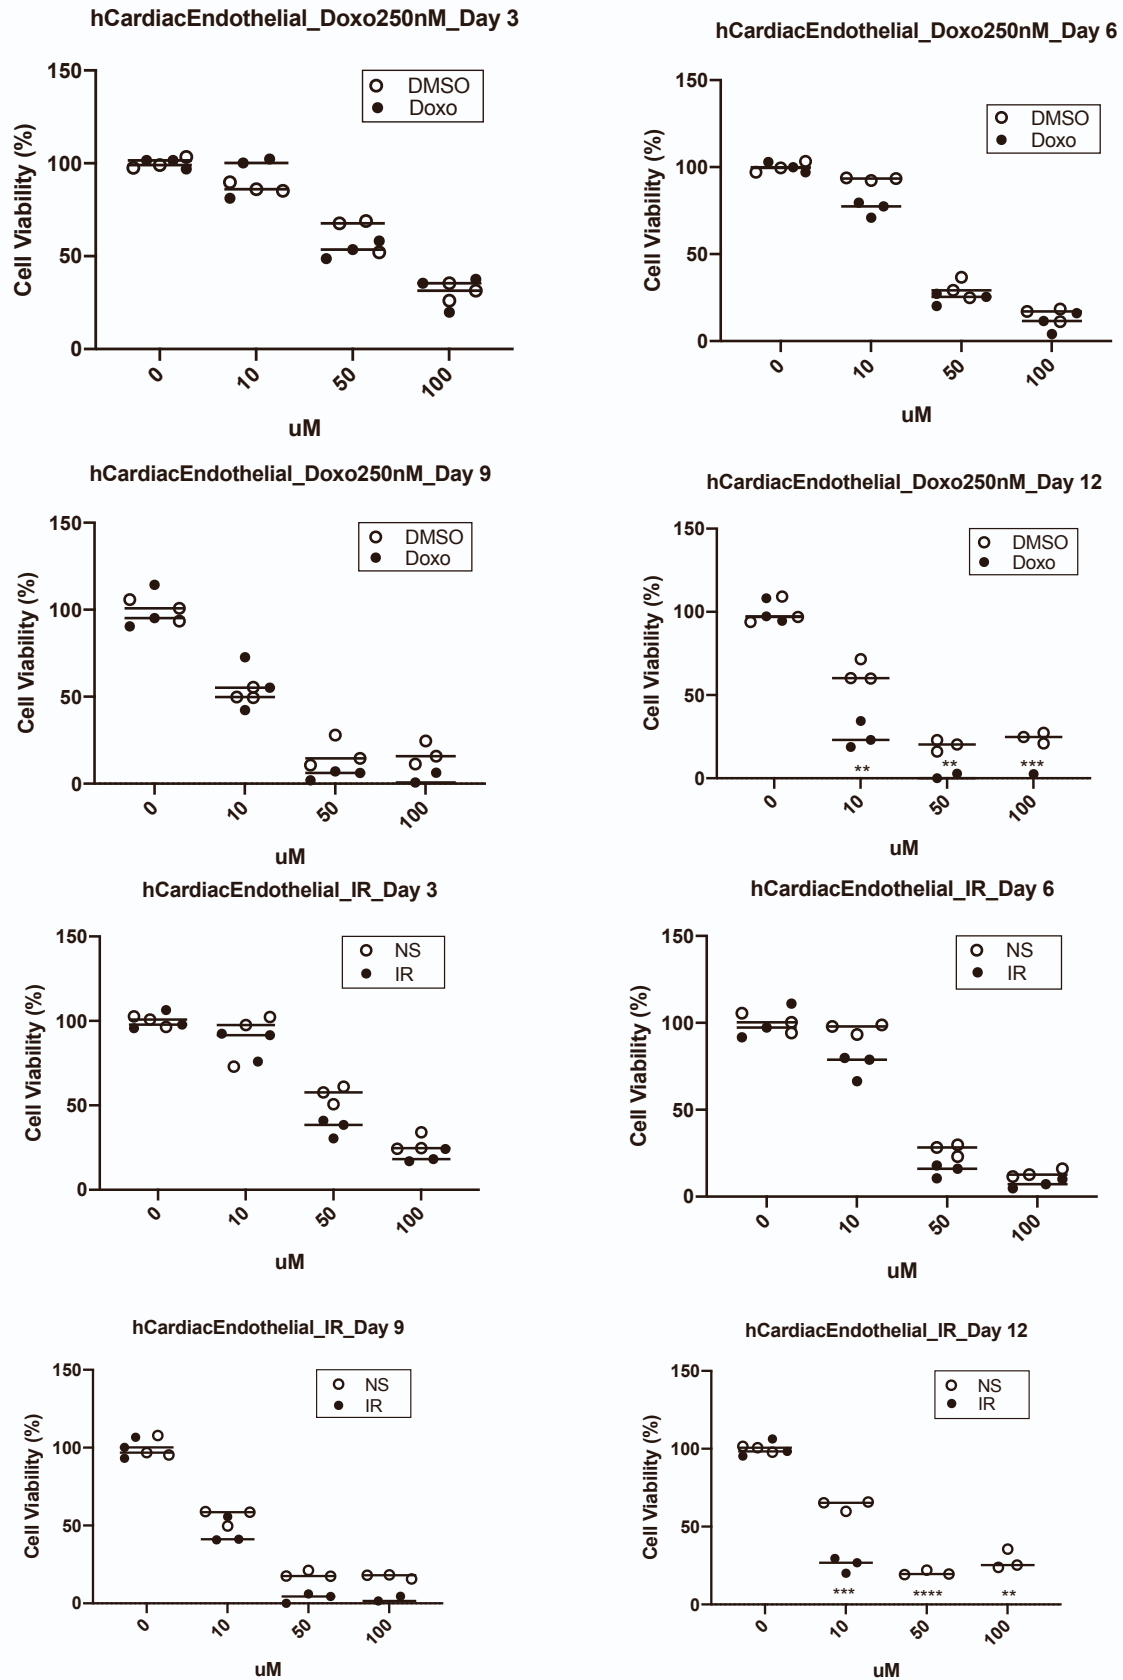 hCardiacEndothelial_Doxo250nM_Day 3
150
100
50
0
Cell Viability (%)
DMSO
Doxo
0
10
50
100
uM
hCardiacEndothelial_Doxo250nM_Day 6
150
100
50
0
Cell Viability (%)
DMSO
Doxo
0
10
50
100
uM
hCardiacEndothelial_Doxo250nM_Day 9
150
100
50
0
Cell Viability (%)
DMSO
Doxo
0
10
50
100
uM
hCardiacEndothelial_Doxo250nM_Day 12
150
100
50
0
Cell Viability (%)
DMSO
Doxo
** ** ***
0
10
50
100
uM
hCardiacEndothelial_IR_Day 3
150
100
50
0
Cell Viability (%)
NS
IR
0
10
50
100
uM
hCardiacEndothelial_IR_Day 6
150
100
50
0
Cell Viability (%)
NS
IR
0
10
50
100
uM
hCardiacEndothelial_IR_Day 9
150
100
50
0
Cell Viability (%)
NS
IR
0
10
50
100
uM
hCardiacEndothelial_IR_Day 12
150
100
50
0
Cell Viability (%)
NS
IR
*** **** **
0
10
50
100
uM